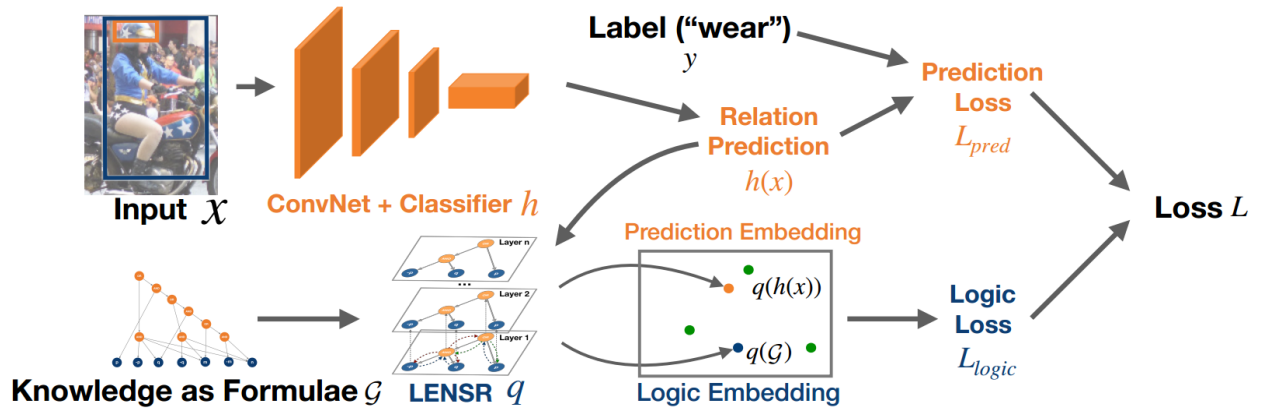 Label (“wear”)
y
Prediction
Loss
L_pred
Relation
Prediction
h(x)
Input x
ConvNet + Classifier h
Loss L
Layer n
...
Layer 2
Layer 1
Prediction Embedding
q(h(x))
q(𝒢)
Logic Embedding
Logic
Loss
L_logic
Knowledge as Formulae 𝒢
LENSR q